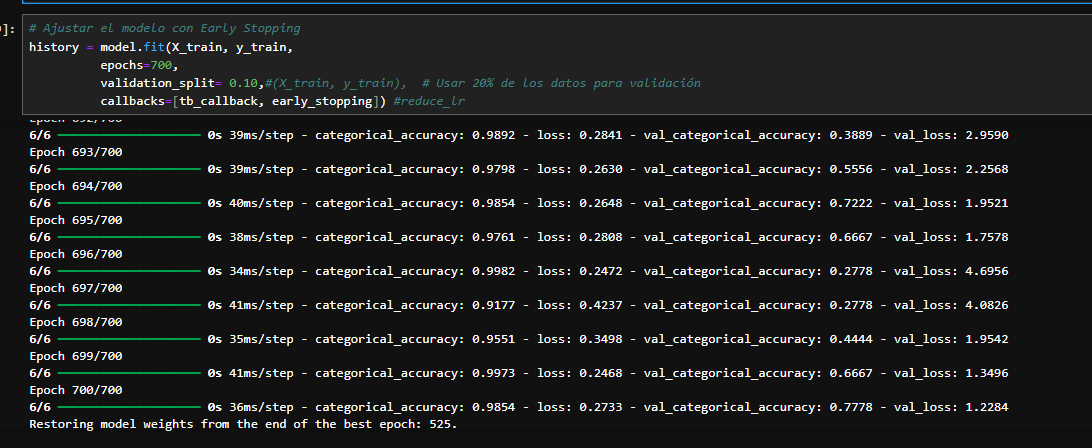 ]:
# Ajustar el modelo con Early Stopping
history = model.fit(X_train, y_train,
epochs=700,
validation_split= 0.10,#(X_train, y_train),  # Usar 20% de los datos para validación
callbacks=[tb_callback, early_stopping]) #reduce_lr
Epoch 692/700
6/6 0s 39ms/step - categorical_accuracy: 0.9892 - loss: 0.2841 - val_categorical_accuracy: 0.3889 - val_loss: 2.9590
Epoch 693/700
6/6 0s 39ms/step - categorical_accuracy: 0.9798 - loss: 0.2630 - val_categorical_accuracy: 0.5556 - val_loss: 2.2568
Epoch 694/700
6/6 0s 40ms/step - categorical_accuracy: 0.9854 - loss: 0.2648 - val_categorical_accuracy: 0.7222 - val_loss: 1.9521
Epoch 695/700
6/6 0s 38ms/step - categorical_accuracy: 0.9761 - loss: 0.2808 - val_categorical_accuracy: 0.6667 - val_loss: 1.7578
Epoch 696/700
6/6 0s 34ms/step - categorical_accuracy: 0.9982 - loss: 0.2472 - val_categorical_accuracy: 0.2778 - val_loss: 4.6956
Epoch 697/700
6/6 0s 41ms/step - categorical_accuracy: 0.9177 - loss: 0.4237 - val_categorical_accuracy: 0.2778 - val_loss: 4.0826
Epoch 698/700
6/6 0s 35ms/step - categorical_accuracy: 0.9551 - loss: 0.3498 - val_categorical_accuracy: 0.4444 - val_loss: 1.9542
Epoch 699/700
6/6 0s 41ms/step - categorical_accuracy: 0.9973 - loss: 0.2468 - val_categorical_accuracy: 0.6667 - val_loss: 1.3496
Epoch 700/700
6/6 0s 36ms/step - categorical_accuracy: 0.9854 - loss: 0.2733 - val_categorical_accuracy: 0.7778 - val_loss: 1.2284
Restoring model weights from the end of the best epoch: 525.